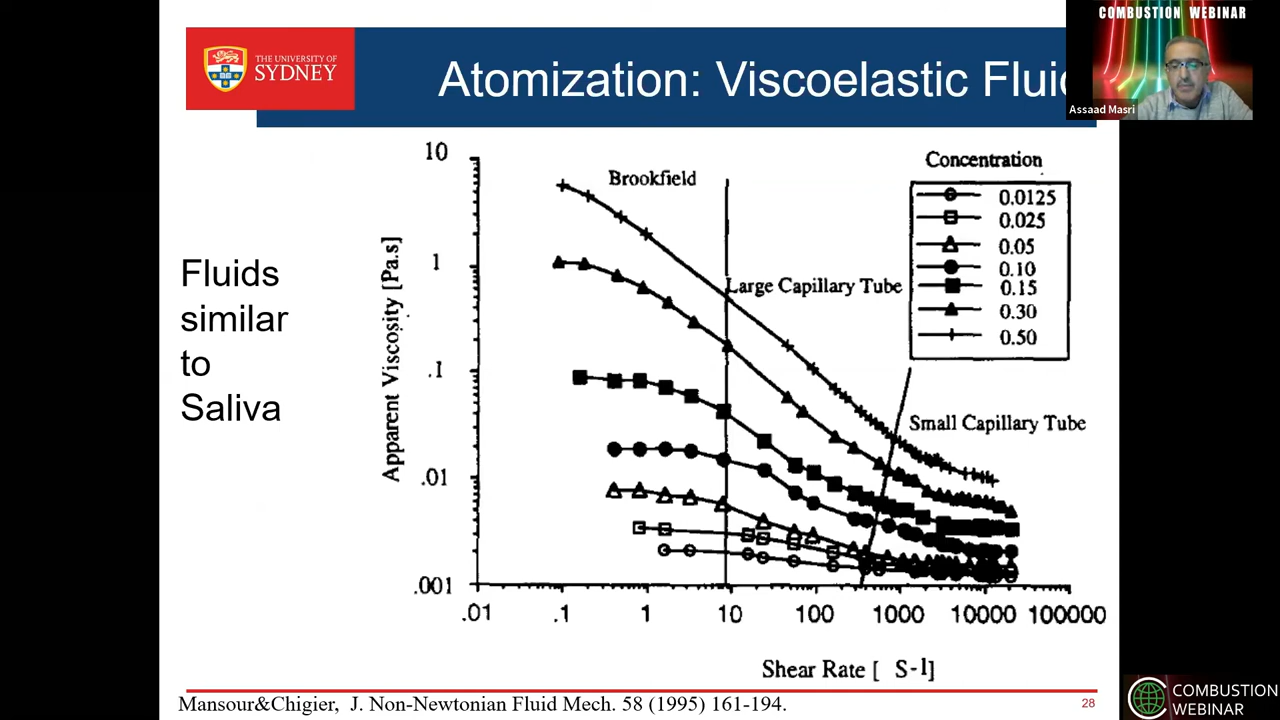 COMBUSTION WEBINAR
Assaad Masri
THE UNIVERSITY OF
SYDNEY
Atomization: Viscoelastic Fluid
Fluids
similar
to
Saliva
Apparent Viscosity [Pa.s]
10
1
.1
.01
.001
Brookfield
Large Capillary Tube
Small Capillary Tube
Concentration
0.0125
0.025
0.05
0.10
0.15
0.30
0.50
.01 .1 1 10 100 1000 10000 100000
Shear Rate [ S-1]
Mansour&Chigier, J. Non-Newtonian Fluid Mech. 58 (1995) 161-194.
28
COMBUSTION
WEBINAR